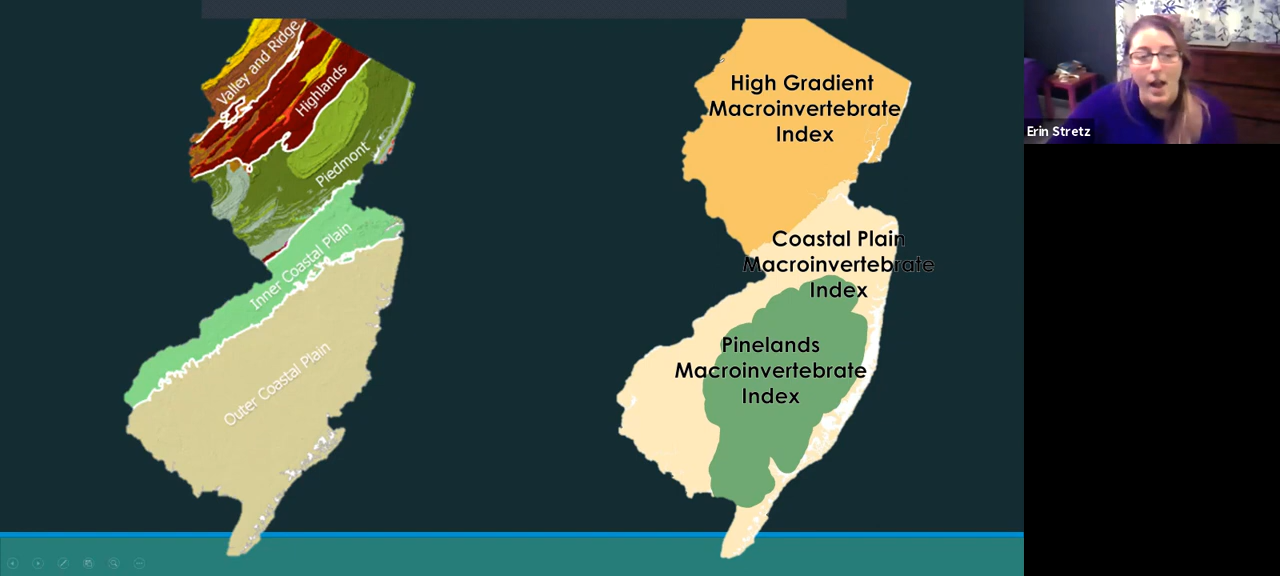 Valley and Ridge
Highlands
Piedmont
Inner Coastal Plain
Outer Coastal Plain
High Gradient
Macroinvertebrate
Index
Coastal Plain
Macroinvertebrate
Index
Pinelands
Macroinvertebrate
Index
Erin Stretz